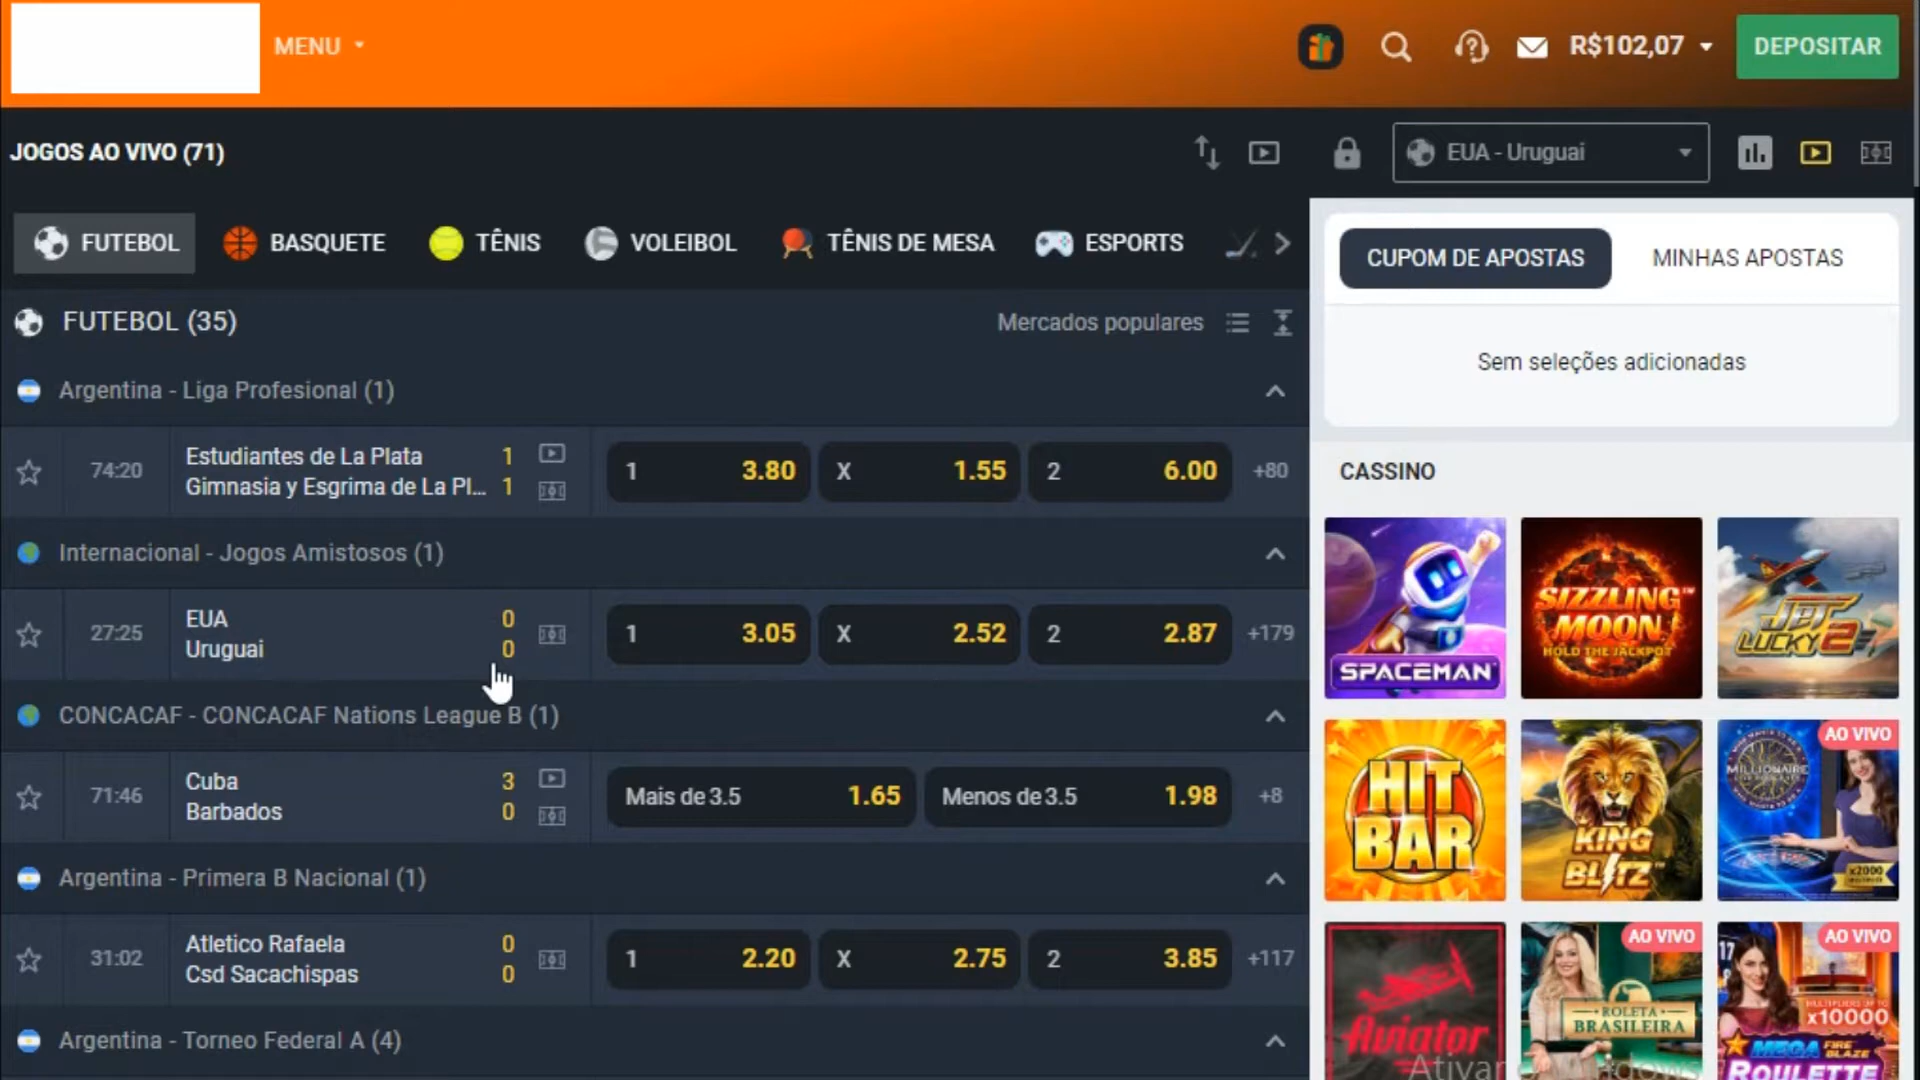 MENU
R$102,07
DEPOSITAR
JOGOS AO VIVO (71)
EUA - Uruguai
FUTEBOL
BASQUETE
TÊNIS
VOLEIBOL
TÊNIS DE MESA
ESPORTS
CUPOM DE APOSTAS
MINHAS APOSTAS
Sem seleções adicionadas
FUTEBOL (35)
Mercados populares
Argentina - Liga Profesional (1)
74:20
Estudiantes de La Plata 1
Gimnasia y Esgrima de La Pl... 1
1 3.80
X 1.55
2 6.00
+80
Internacional - Jogos Amistosos (1)
27:25
EUA 0
Uruguai 0
1 3.05
X 2.52
2 2.87
+179
CONCACAF - CONCACAF Nations League B (1)
71:46
Cuba 3
Barbados 0
Mais de 3.5 1.65
Menos de 3.5 1.98
+8
Argentina - Primera B Nacional (1)
31:02
Atletico Rafaela 0
Csd Sacachispas 0
1 2.20
X 2.75
2 3.85
+117
Argentina - Torneo Federal A (4)
CASSINO
SPACEMAN
SIZZLING
MOON
HOLD THE JACKPOT
JET
LUCKY 2
HIT
BAR
KING
BLITZ
AO VIVO
MILLIONAIRE
x2000
Aviator
AO VIVO
ROLETA
BRASILEIRA
AO VIVO
17
MULTIPLIERS UP TO
x10000
MEGA FIRE
BLAZE
ROULETTE